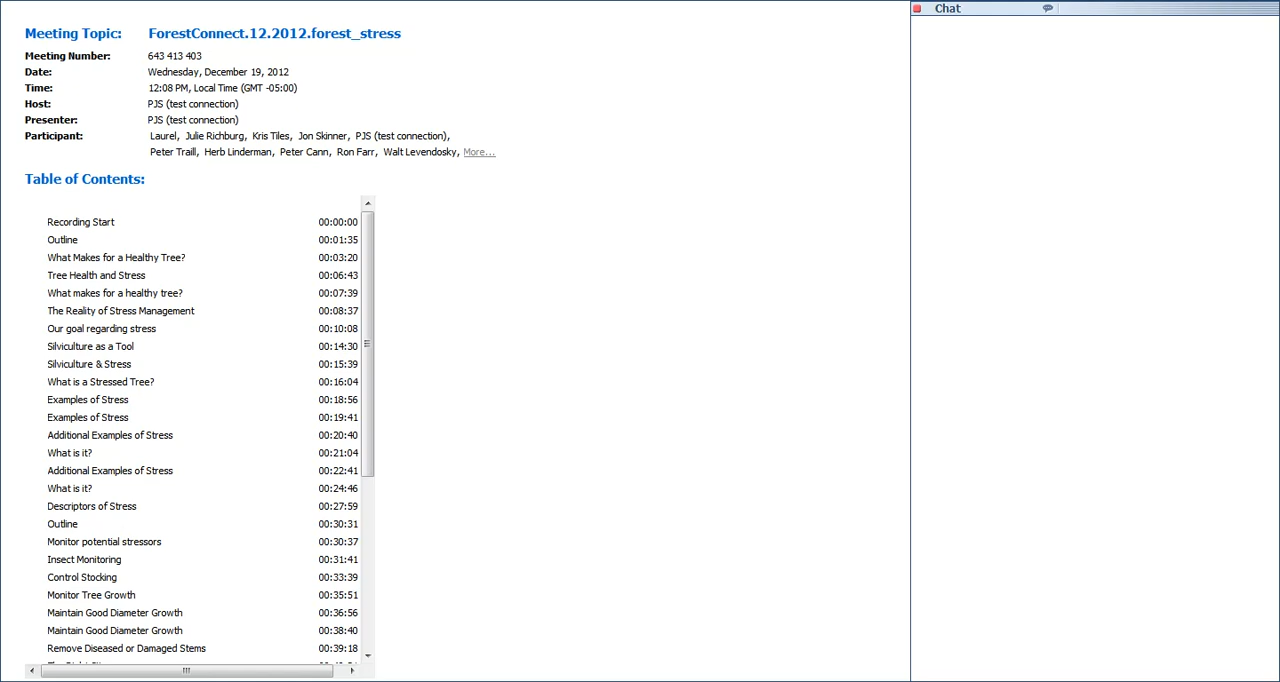 Chat
Meeting Topic: ForestConnect.12.2012.forest_stress
Meeting Number: 643 413 403
Date: Wednesday, December 19, 2012
Time: 12:08 PM, Local Time (GMT -05:00)
Host: PJS (test connection)
Presenter: PJS (test connection)
Participant: Laurel, Julie Richburg, Kris Tiles, Jon Skinner, PJS (test connection),
Peter Traill, Herb Linderman, Peter Cann, Ron Farr, Walt Levendosky, More...
Table of Contents:
Recording Start 00:00:00
Outline 00:01:35
What Makes for a Healthy Tree? 00:03:20
Tree Health and Stress 00:06:43
What makes for a healthy tree? 00:07:39
The Reality of Stress Management 00:08:37
Our goal regarding stress 00:10:08
Silviculture as a Tool 00:14:30
Silviculture & Stress 00:15:39
What is a Stressed Tree? 00:16:04
Examples of Stress 00:18:56
Examples of Stress 00:19:41
Additional Examples of Stress 00:20:40
What is it? 00:21:04
Additional Examples of Stress 00:22:41
What is it? 00:24:46
Descriptors of Stress 00:27:59
Outline 00:30:31
Monitor potential stressors 00:30:37
Insect Monitoring 00:31:41
Control Stocking 00:33:39
Monitor Tree Growth 00:35:51
Maintain Good Diameter Growth 00:36:56
Maintain Good Diameter Growth 00:38:40
Remove Diseased or Damaged Stems 00:39:18